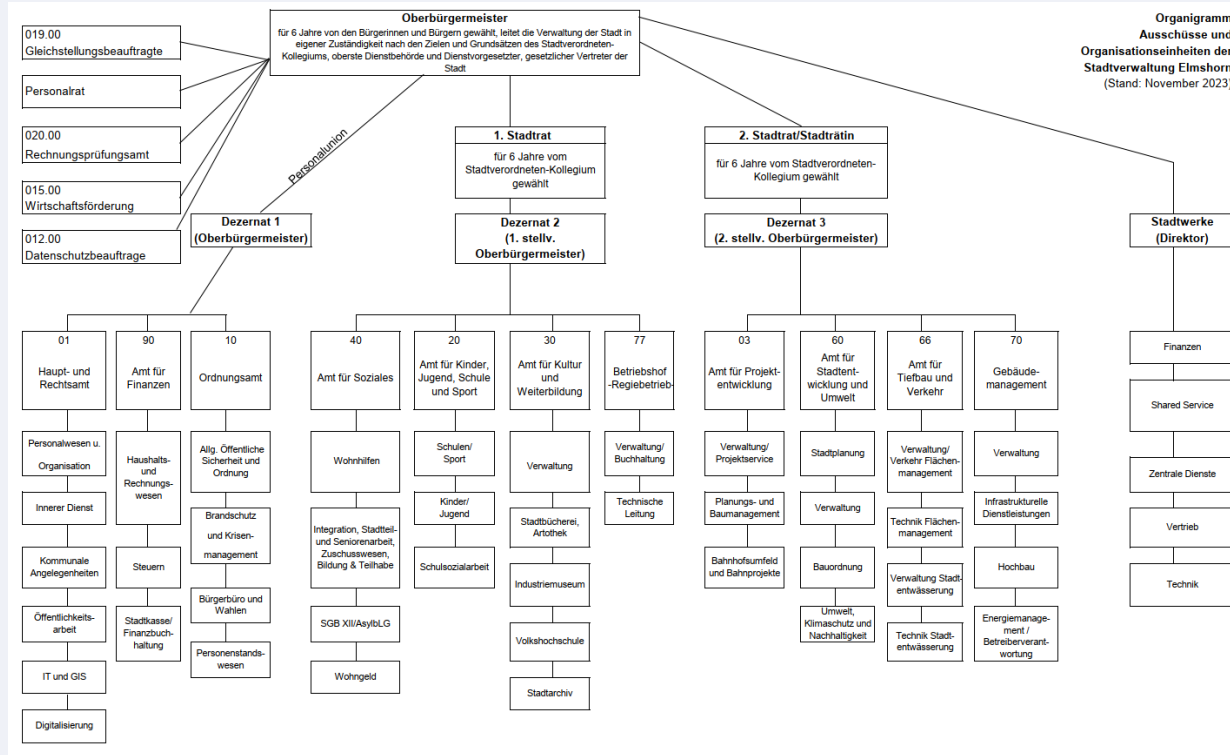 Oberbürgermeister
für 6 Jahre von den Bürgerinnen und Bürgern gewählt, leitet die Verwaltung der Stadt in
eigener Zuständigkeit nach den Zielen und Grundsätzen des Stadtverordneten-
Kollegiums, oberste Dienstbehörde und Dienstvorgesetzter, gesetzlicher Vertreter der
Stadt
Organigramm
Ausschüsse und
Organisationseinheiten der
Stadtverwaltung Elmshorn
(Stand: November 2023)
019.00
Gleichstellungsbeauftragte
Personalrat
020.00
Rechnungsprüfungsamt
015.00
Wirtschaftsförderung
012.00
Datenschutzbeauftrage
Personalunion
1. Stadtrat
für 6 Jahre vom
Stadtverordneten-Kollegium
gewählt
2. Stadtrat/Stadträtin
für 6 Jahre vom Stadtverordneten-
Kollegium gewählt
Dezernat 1
(Oberbürgermeister)
Dezernat 2
(1. stellv.
Oberbürgermeister)
Dezernat 3
(2. stellv. Oberbürgermeister)
Stadtwerke
(Direktor)
01
Haupt- und
Rechtsamt
Personalwesen u.
Organisation
Innerer Dienst
Kommunale
Angelegenheiten
Öffentlichkeits-
arbeit
IT und GIS
Digitalisierung
90
Amt für
Finanzen
Haushalts-
und
Rechnungs-
wesen
Steuern
Stadtkasse/
Finanzbuch-
haltung
10
Ordnungsamt
Allg. Öffentliche
Sicherheit und
Ordnung
Brandschutz
und Krisen-
management
Bürgerbüro und
Wahlen
Personenstands-
wesen
40
Amt für Soziales
Wohnhilfen
Integration, Stadtteil-
und Seniorenarbeit,
Zuschusswesen,
Bildung & Teilhabe
SGB XII/AsylbLG
Wohngeld
20
Amt für Kinder,
Jugend, Schule
und Sport
Schulen/
Sport
Kinder/
Jugend
Schulsozialarbeit
30
Amt für Kultur
und
Weiterbildung
Verwaltung
Stadtbücherei,
Artothek
Industriemuseum
Volkshochschule
Stadtarchiv
77
Betriebshof
-Regiebetrieb-
Verwaltung/
Buchhaltung
Technische
Leitung
03
Amt für Projekt-
entwicklung
Verwaltung/
Projektservice
Planungs- und
Baumanagement
Bahnhofsumfeld
und Bahnprojekte
60
Amt für
Stadtent-
wicklung und
Umwelt
Stadtplanung
Verwaltung
Bauordnung
Umwelt,
Klimaschutz und
Nachhaltigkeit
66
Amt für
Tiefbau und
Verkehr
Verwaltung/
Verkehr Flächen-
management
Technik Flächen-
management
Verwaltung Stadt-
entwässerung
Technik Stadt-
entwässerung
70
Gebäude-
management
Verwaltung
Infrastrukturelle
Dienstleistungen
Hochbau
Energiemanage-
ment /
Betreiberverant-
wortung
Finanzen
Shared Service
Zentrale Dienste
Vertrieb
Technik